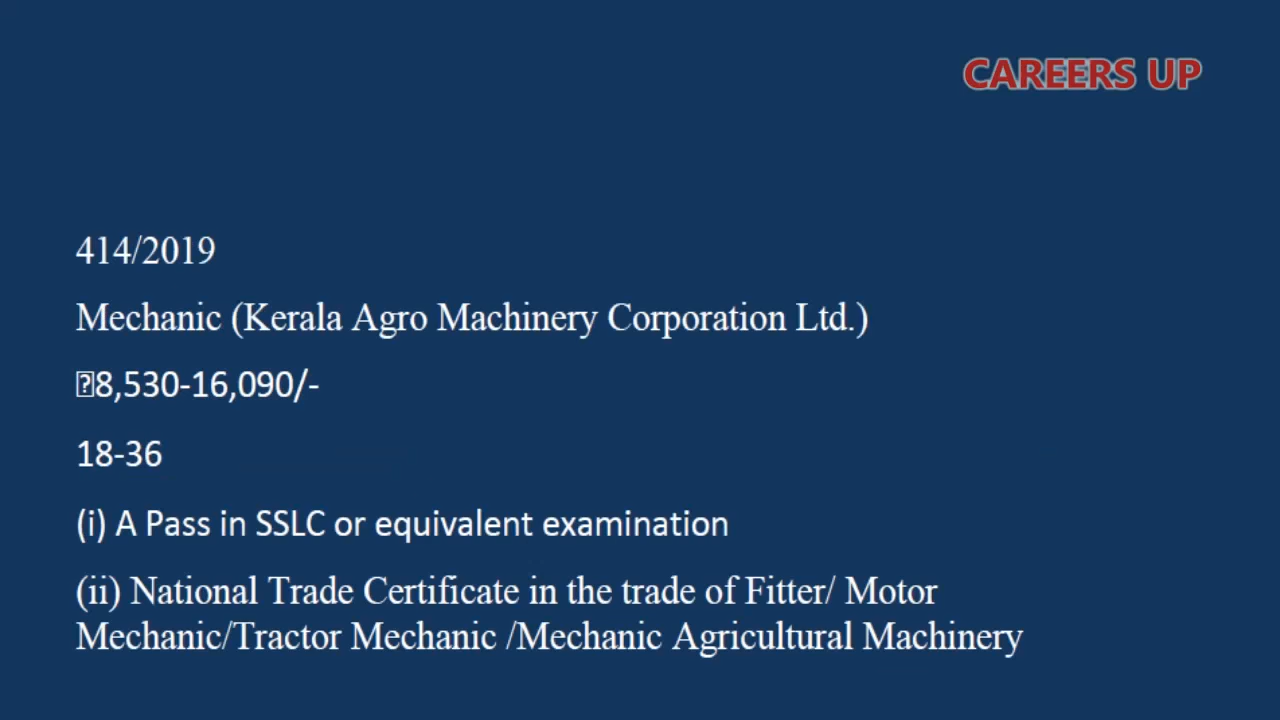 CAREERS UP
414/2019
Mechanic (Kerala Agro Machinery Corporation Ltd.)
8,530-16,090/-
18-36
(i) A Pass in SSLC or equivalent examination
(ii) National Trade Certificate in the trade of Fitter/ Motor
Mechanic/Tractor Mechanic /Mechanic Agricultural Machinery